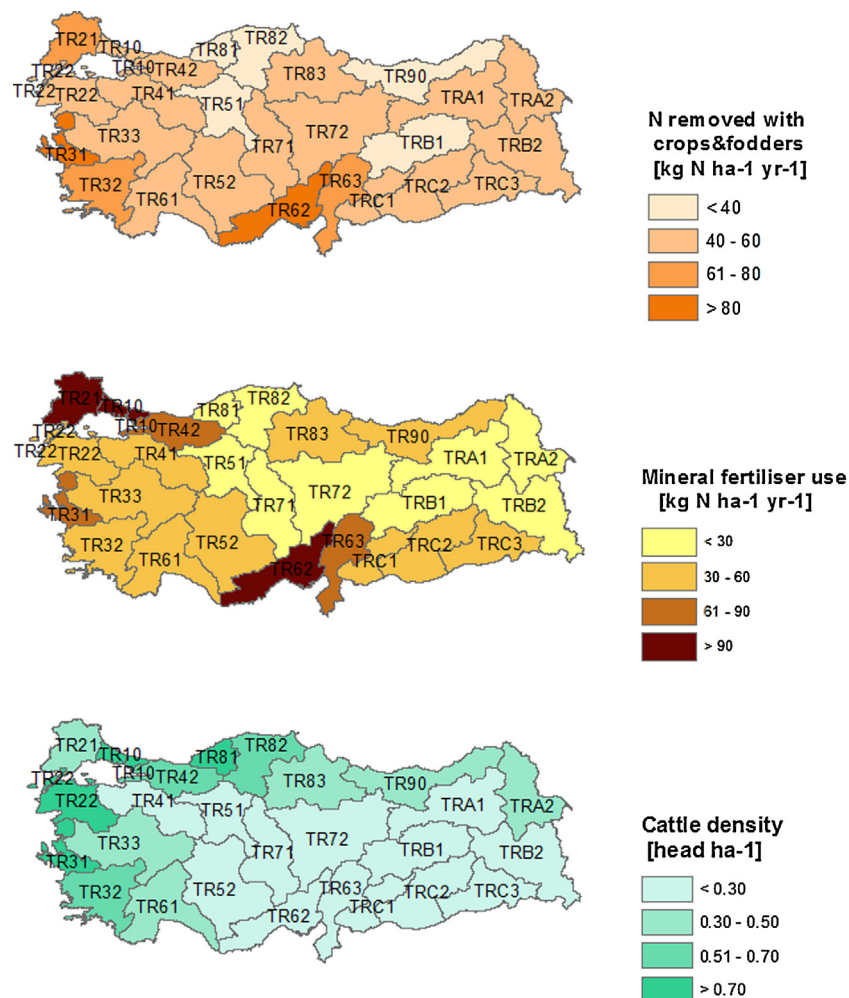 TR21
TR10
TR81
TR82
TR22
TR10
TR42
TR83
TR90
TR22
TR22
TR41
TR51
TRA1
TRA2
TR33
TR71
TR72
TRB1
TRB2
TR31
TR32
TR61
TR52
TR62
TR63
TRC1
TRC2
TRC3
N removed with
crops&fodders
[kg N ha-1 yr-1]
< 40
40 - 60
61 - 80
> 80
TR21
TR10
TR81
TR82
TR22
TR10
TR42
TR83
TR90
TR22
TR22
TR41
TR51
TRA1
TRA2
TR33
TR71
TR72
TRB1
TRB2
TR31
TR32
TR61
TR52
TR62
TR63
TRC1
TRC2
TRC3
Mineral fertiliser use
[kg N ha-1 yr-1]
< 30
30 - 60
61 - 90
> 90
TR21
TR10
TR81
TR82
TR22
TR10
TR42
TR83
TR90
TR22
TR41
TR51
TRA1
TRA2
TR33
TR71
TR72
TRB1
TRB2
TR31
TR32
TR61
TR52
TR62
TR63
TRC1
TRC2
TRC3
Cattle density
[head ha-1]
< 0.30
0.30 - 0.50
0.51 - 0.70
> 0.70